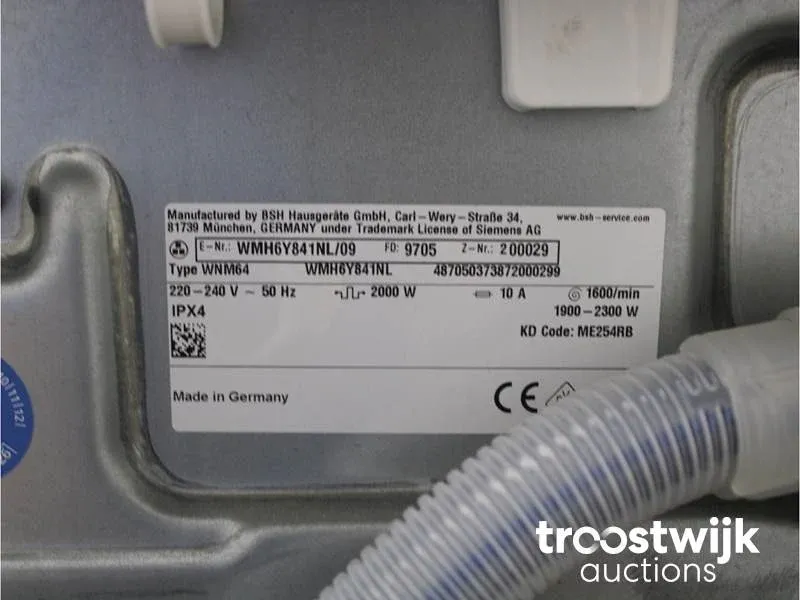 Manufactured by BSH Hausgeräte GmbH, Carl-Wery-Straße 34, www.bsh-service.com
81739 München, GERMANY under Trademark License of Siemens AG
E-Nr.: WMH6Y841NL/09 FD: 9705 Z-Nr.: 200029
Type WNM64 WMH6Y841NL 487050373872000299
220-240 V ~ 50 Hz 2000 W 10 A 1600/min
IPX4 1900-2300 W
KD Code: ME254RB
Made in Germany CE
troostwijk
auctions